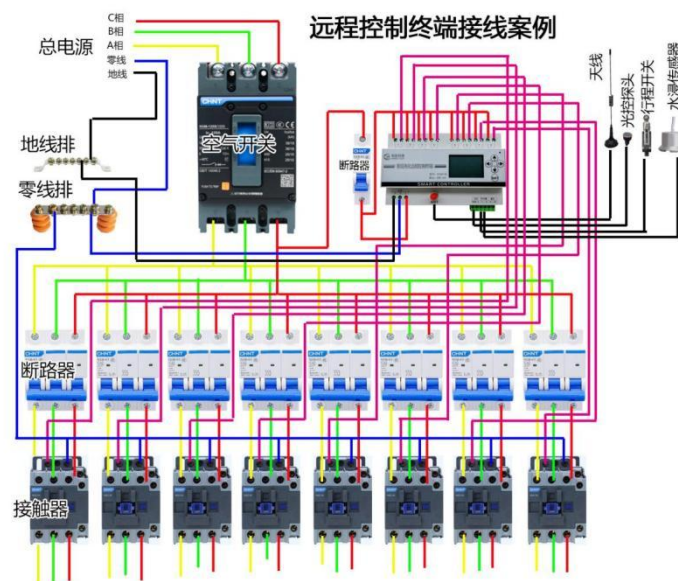 远程控制终端接线案例
总电源
C相
B相
A相
零线
地线
天线
光控探头
行程开关
水浸传感器
地线排
零线排
CHNT
空气开关
断路器
SMART CONTROLLER
断路器
接触器